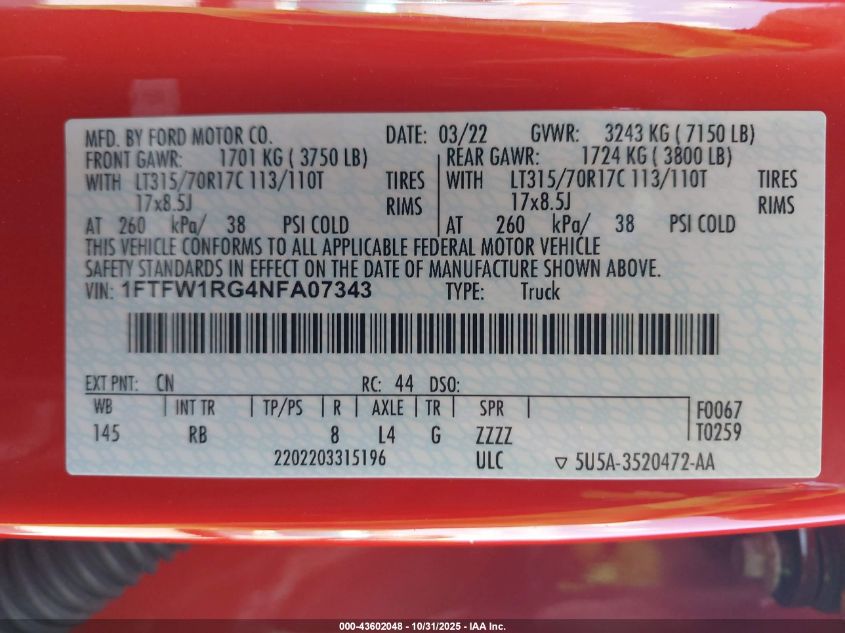 MFD. BY FORD MOTOR CO. DATE: 03/22 GVWR: 3243 KG ( 7150 LB)
FRONT GAWR: 1701 KG ( 3750 LB) REAR GAWR: 1724 KG ( 3800 LB)
WITH LT315/70R17C 113/110T TIRES WITH LT315/70R17C 113/110T TIRES
17x8.5J RIMS 17x8.5J RIMS
AT 260 kPa/ 38 PSI COLD AT 260 kPa/ 38 PSI COLD
THIS VEHICLE CONFORMS TO ALL APPLICABLE FEDERAL MOTOR VEHICLE
SAFETY STANDARDS IN EFFECT ON THE DATE OF MANUFACTURE SHOWN ABOVE.
VIN: 1FTFW1RG4NFA07343 TYPE: Truck
EXT PNT: CN RC: 44 DSO:
WB INT TR TP/PS R AXLE TR SPR F0067
145 RB 8 L4 G ZZZZ T0259
2202203315196 ULC ▽ 5U5A-3520472-AA
000-43602048 - 10/31/2025 - IAA Inc.